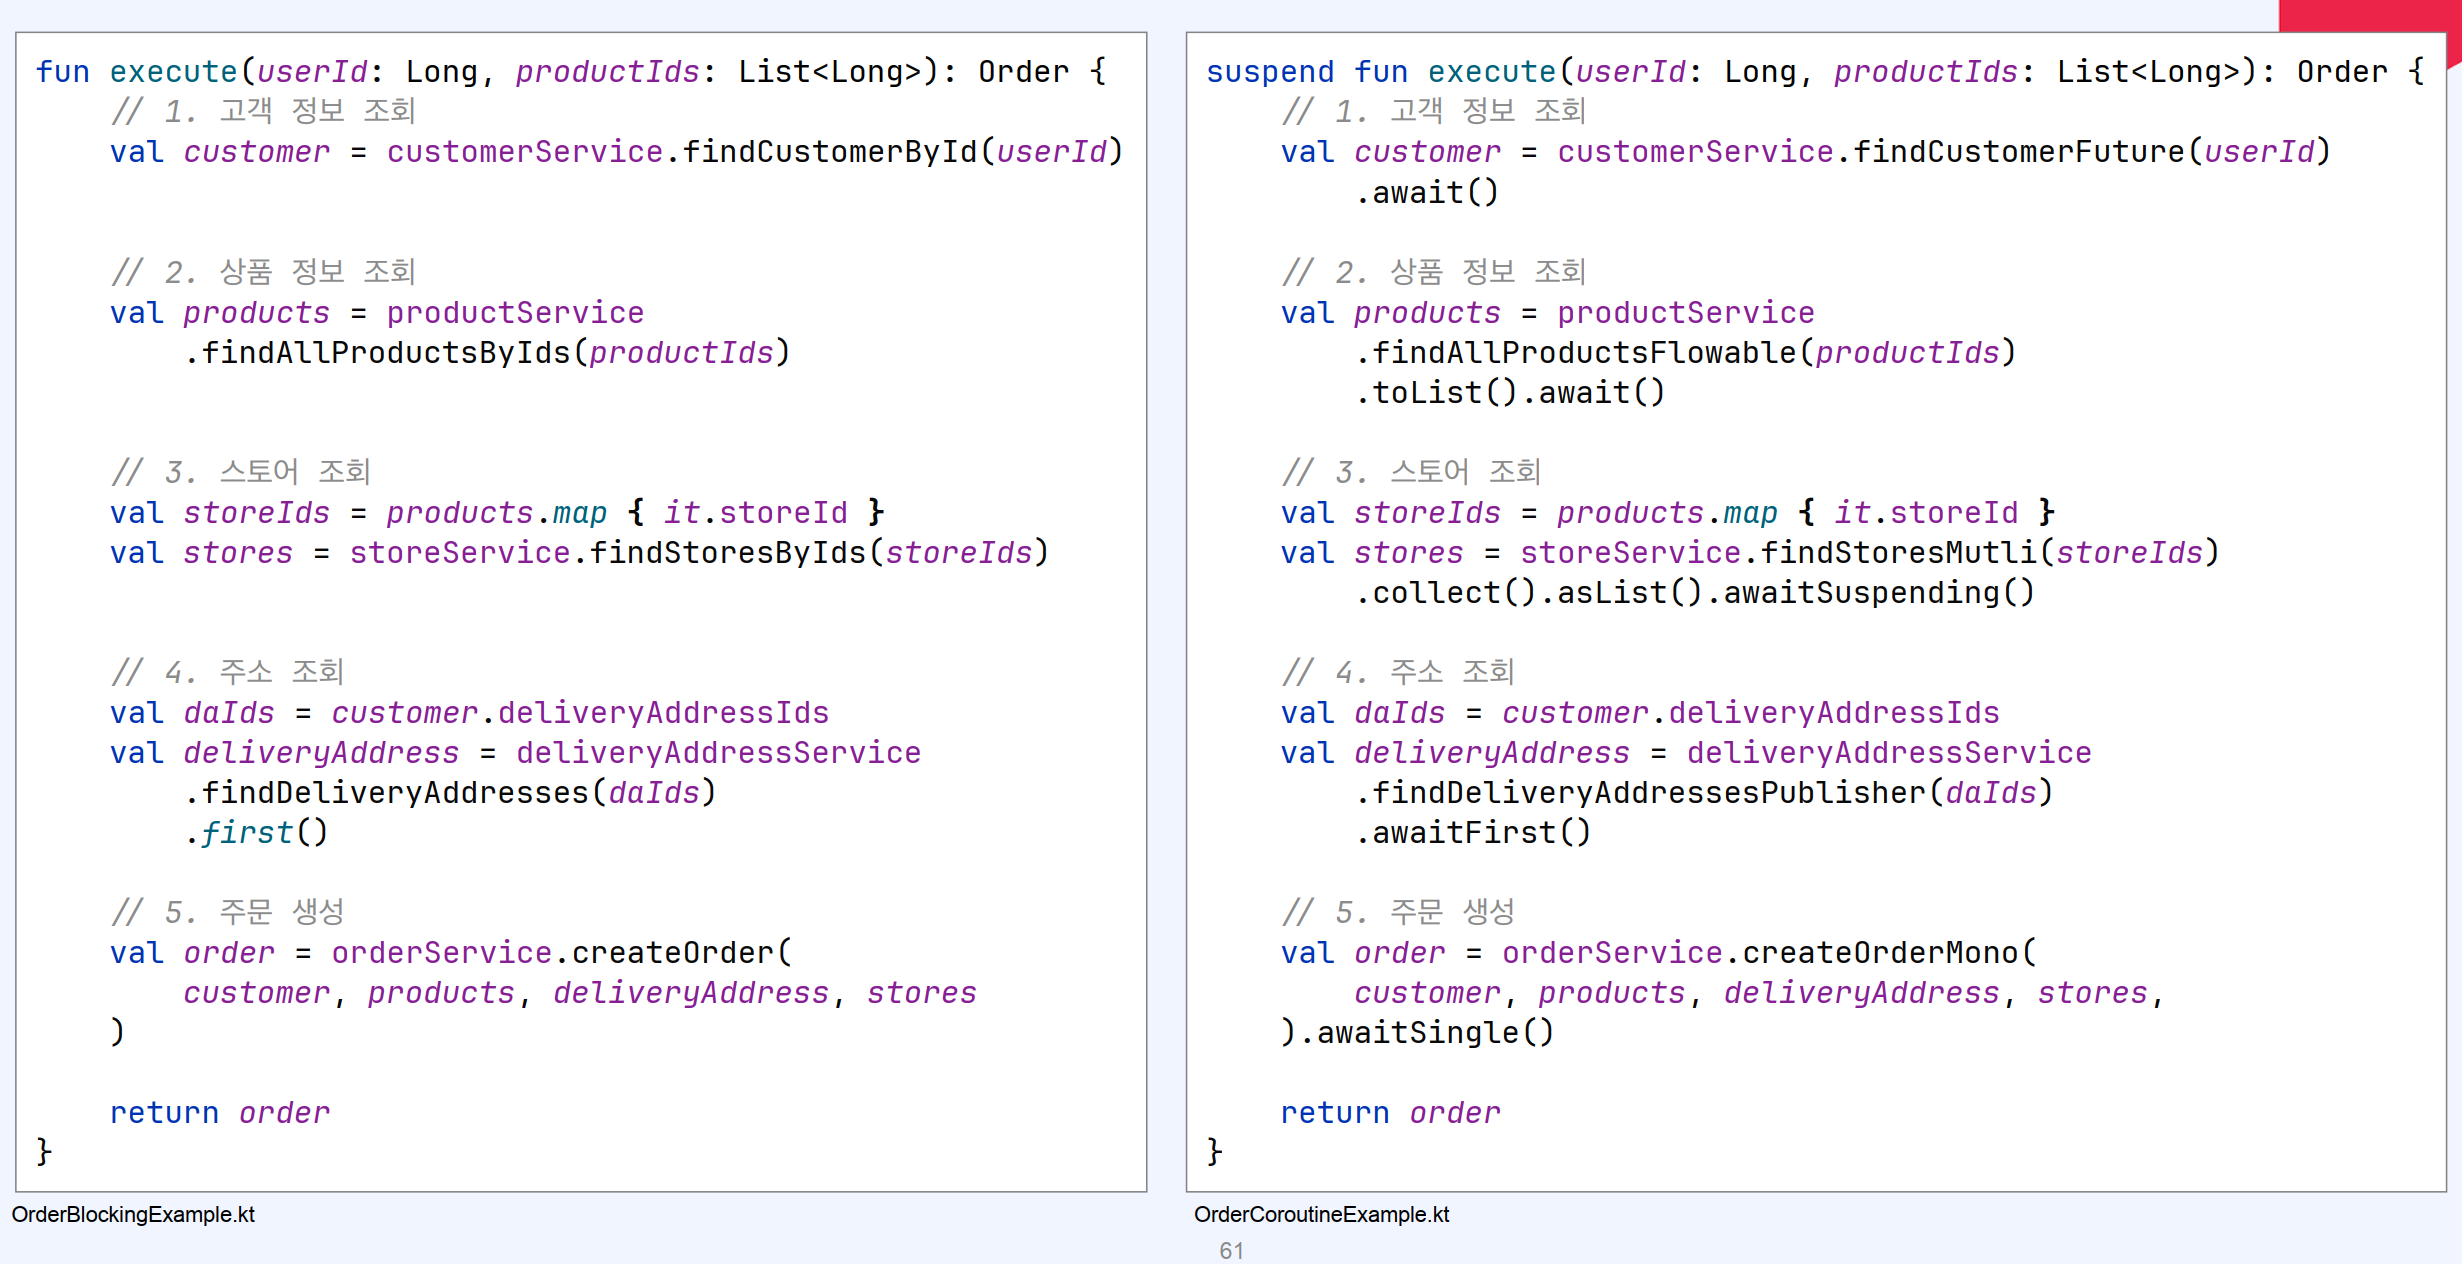 fun execute(userId: Long, productIds: List<Long>): Order {
// 1. 고객 정보 조회
val customer = customerService.findCustomerById(userId)
// 2. 상품 정보 조회
val products = productService
.findAllProductsByIds(productIds)
// 3. 스토어 조회
val storeIds = products.map { it.storeId }
val stores = storeService.findStoresByIds(storeIds)
// 4. 주소 조회
val daIds = customer.deliveryAddressIds
val deliveryAddress = deliveryAddressService
.findDeliveryAddresses(daIds)
.first()
// 5. 주문 생성
val order = orderService.createOrder(
customer, products, deliveryAddress, stores
)
return order
}
OrderBlockingExample.kt
suspend fun execute(userId: Long, productIds: List<Long>): Order {
// 1. 고객 정보 조회
val customer = customerService.findCustomerFuture(userId)
.await()
// 2. 상품 정보 조회
val products = productService
.findAllProductsFlowable(productIds)
.toList().await()
// 3. 스토어 조회
val storeIds = products.map { it.storeId }
val stores = storeService.findStoresMutli(storeIds)
.collect().asList().awaitSuspending()
// 4. 주소 조회
val daIds = customer.deliveryAddressIds
val deliveryAddress = deliveryAddressService
.findDeliveryAddressesPublisher(daIds)
.awaitFirst()
// 5. 주문 생성
val order = orderService.createOrderMono(
customer, products, deliveryAddress, stores,
).awaitSingle()
return order
}
OrderCoroutineExample.kt
61